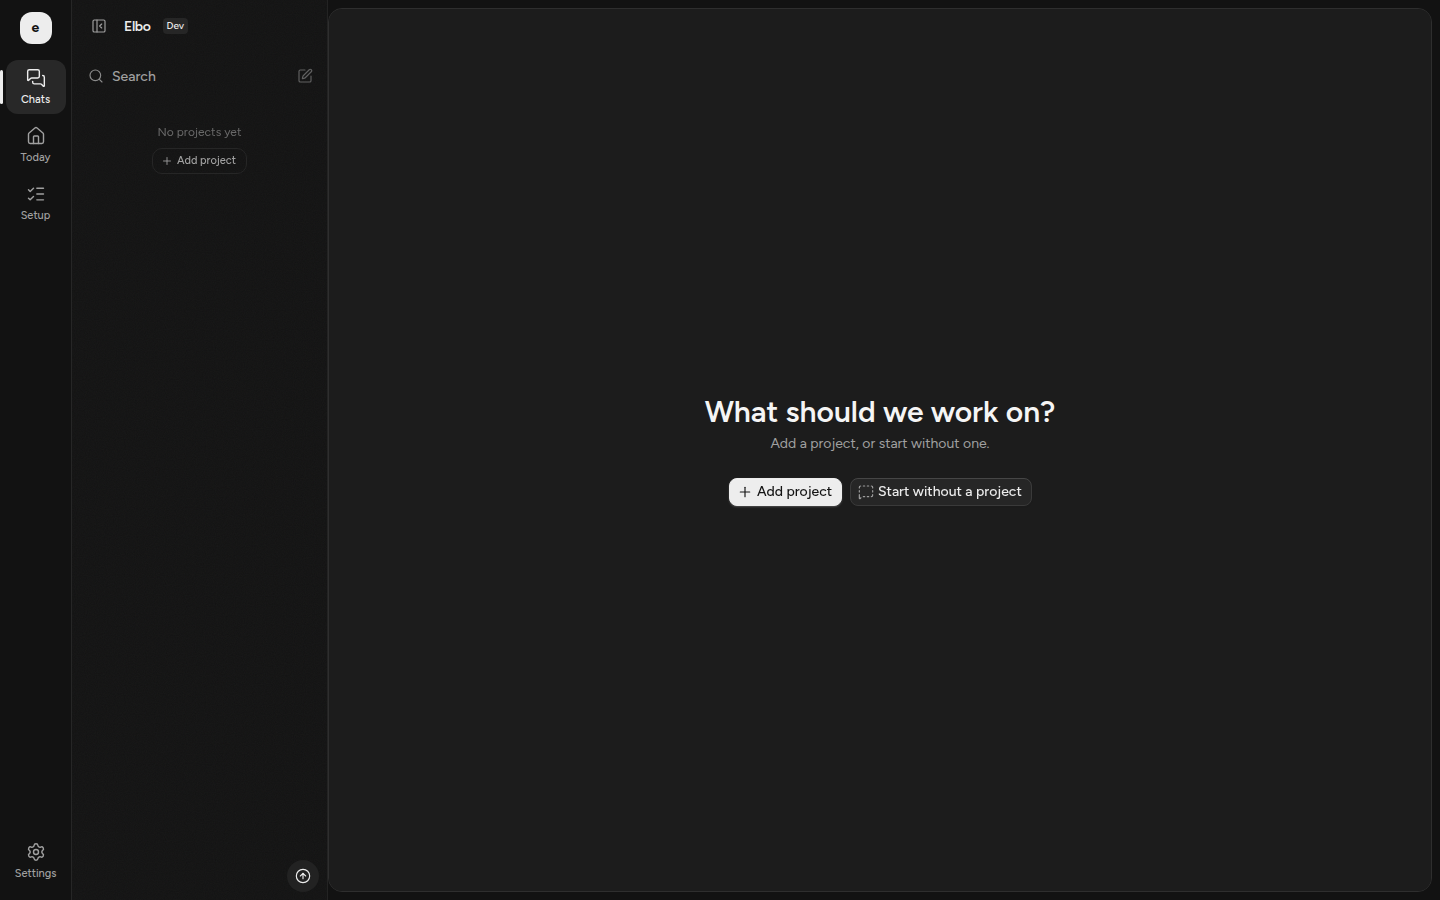 e
Chats
Today
Setup
Settings
Elbo Dev
Search
No projects yet
Add project
What should we work on?
Add a project, or start without one.
Add project
Start without a project